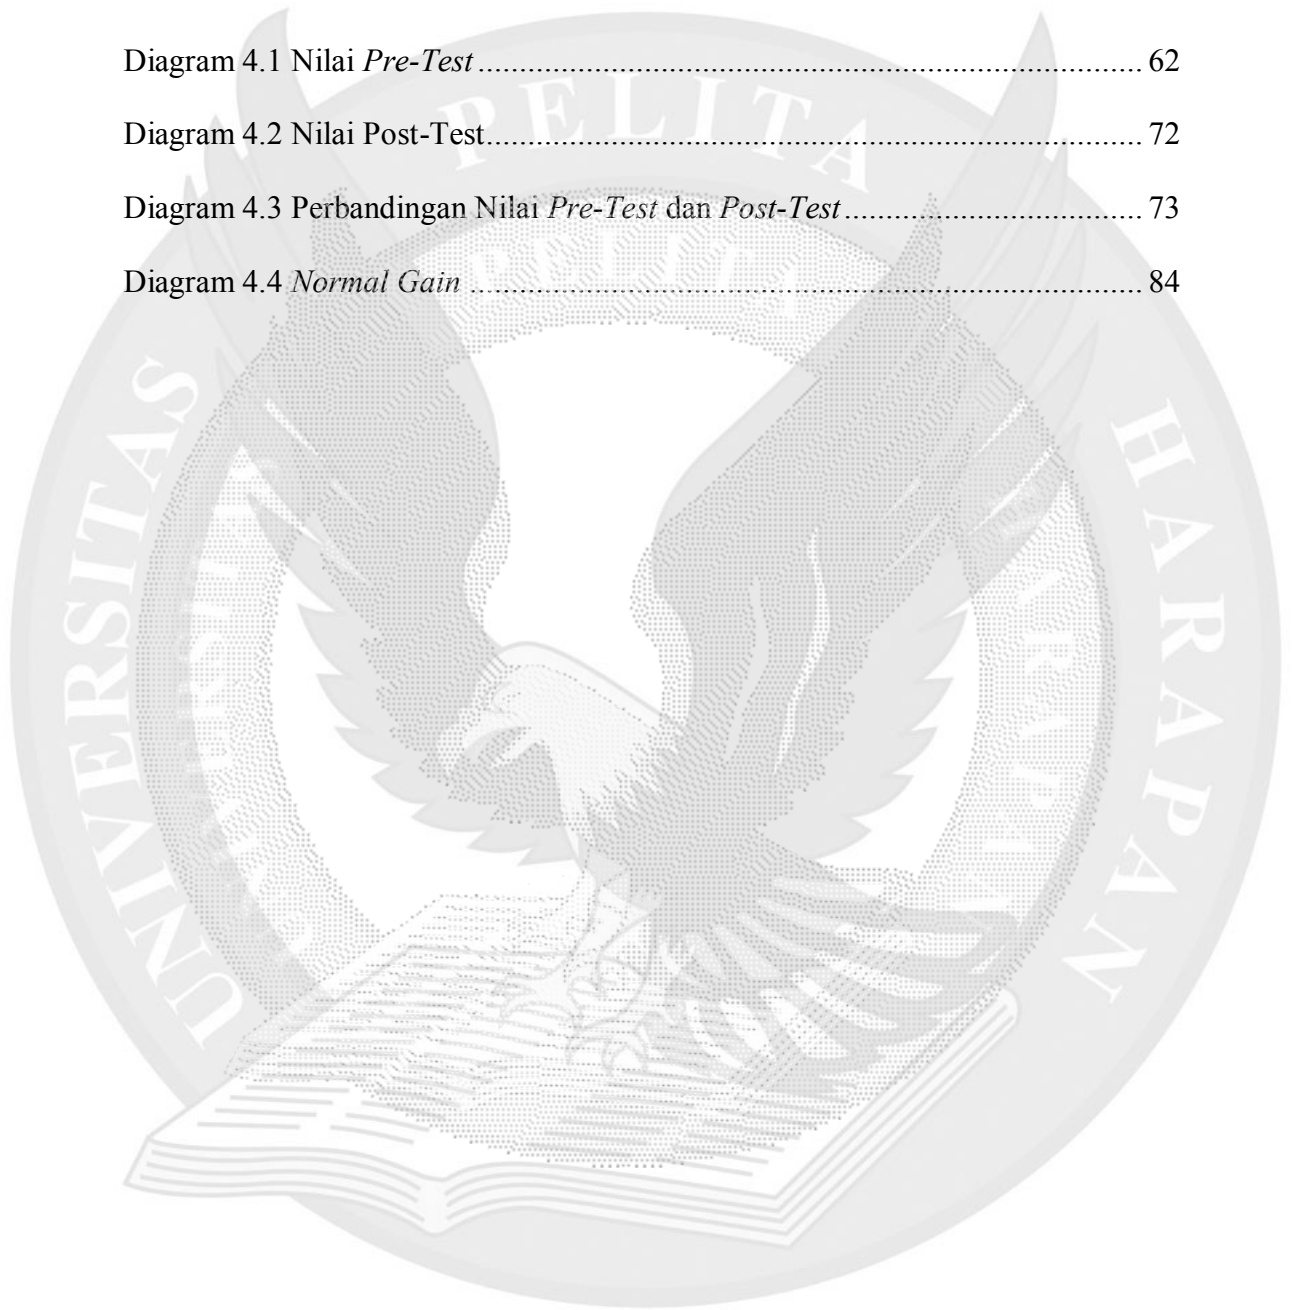 Diagram 4.1 Nilai Pre-Test ........................................................................................ 62
Diagram 4.2 Nilai Post-Test....................................................................................... 72
Diagram 4.3 Perbandingan Nilai Pre-Test dan Post-Test ....................................... 73
Diagram 4.4 Normal Gain ......................................................................................... 84
UNIVERSITAS PELITA HARAPAN